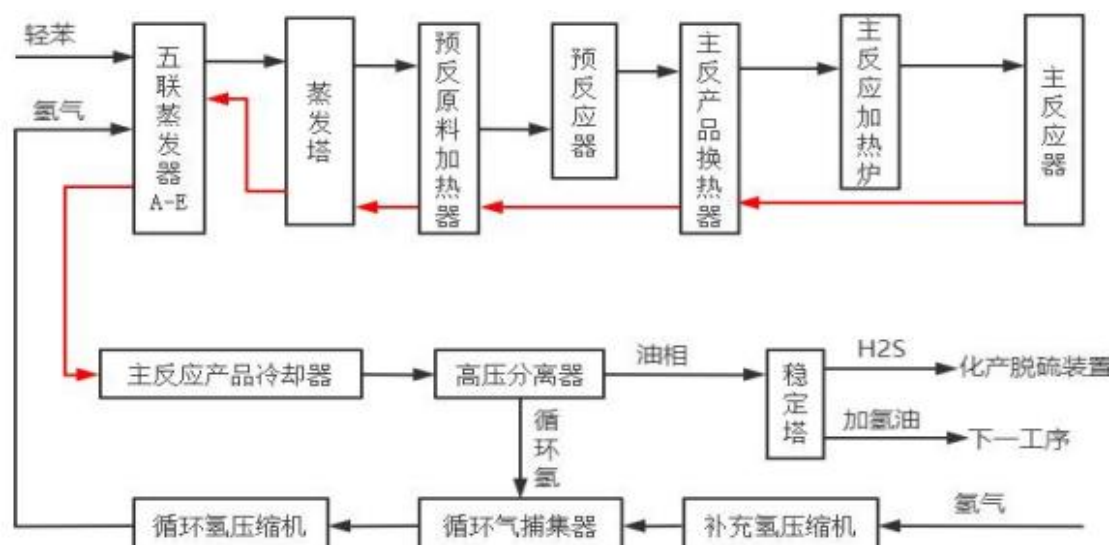 轻苯
氢气
五联蒸发器A-E
蒸发塔
预反原料加热器
预反应器
主反产品换热器
主反应加热炉
主反应器
主反应产品冷却器
高压分离器
油相
稳定塔
H2S
化产脱硫装置
加氢油
下一工序
循环氢
循环氢压缩机
循环气捕集器
补充氢压缩机
氢气